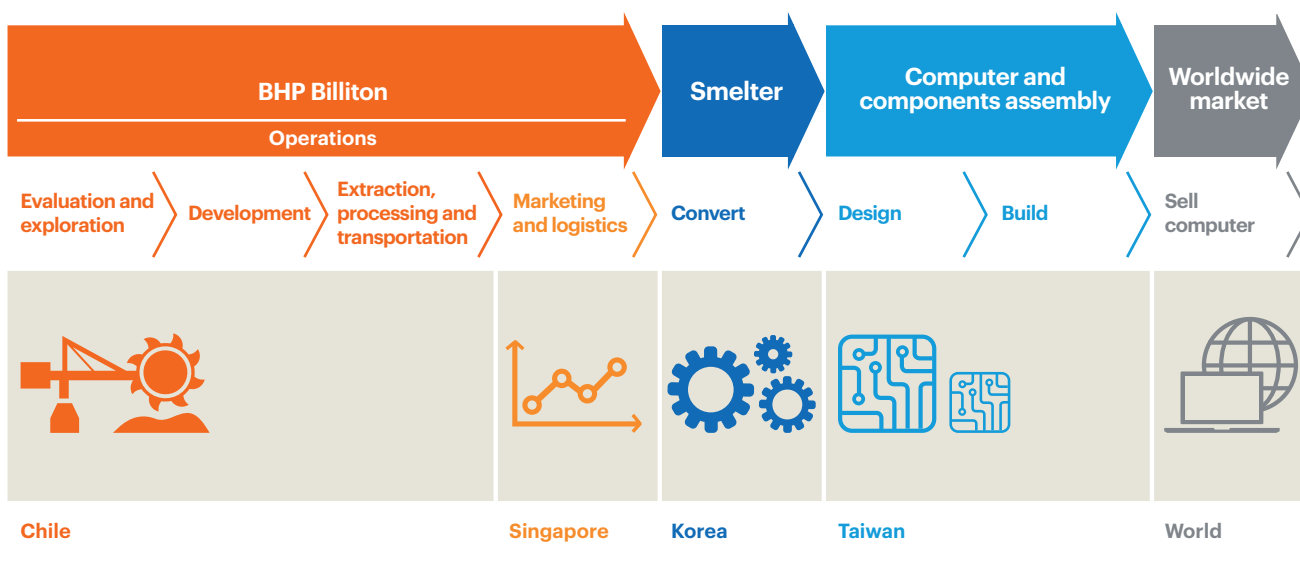 BHP Billiton
Operations
Smelter
Computer and
components assembly
Worldwide
market
Evaluation and
exploration
Development
Extraction,
processing and
transportation
Marketing
and logistics
Convert
Design
Build
Sell
computer
Chile
Singapore
Korea
Taiwan
World